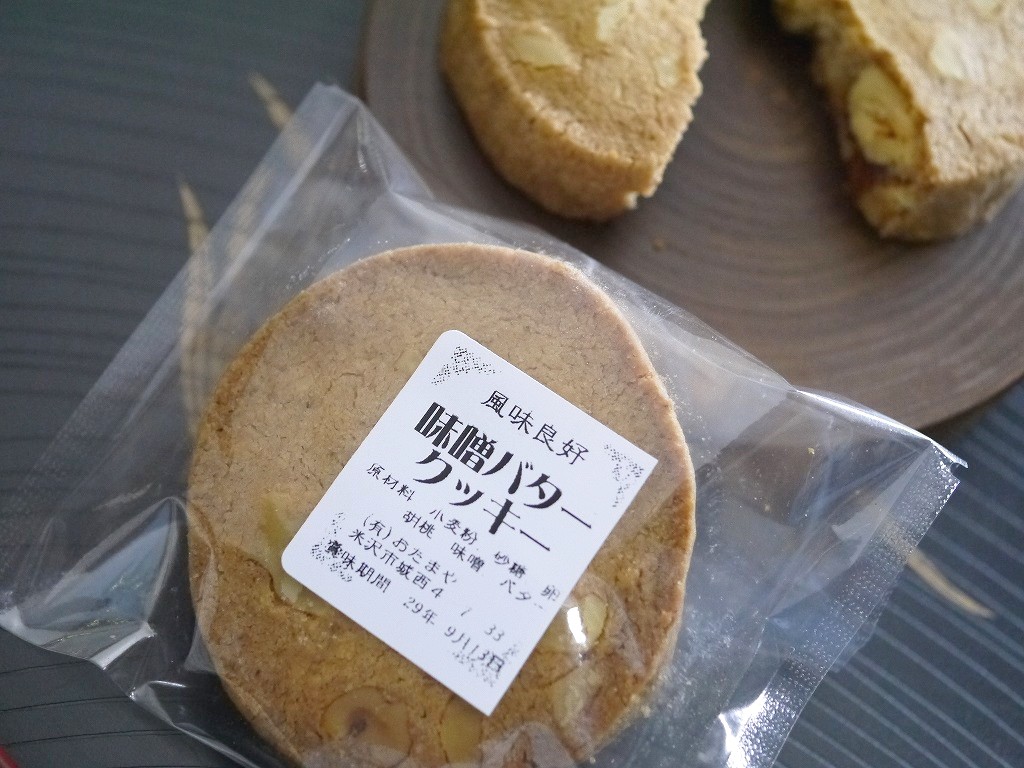 風味良好
味噌バター
クッキー
原材料 小麦粉 砂糖 卵
胡桃 味噌 バター
(有)おたまや
米沢市城西4 7 33
賞味期間 29年 9月13日